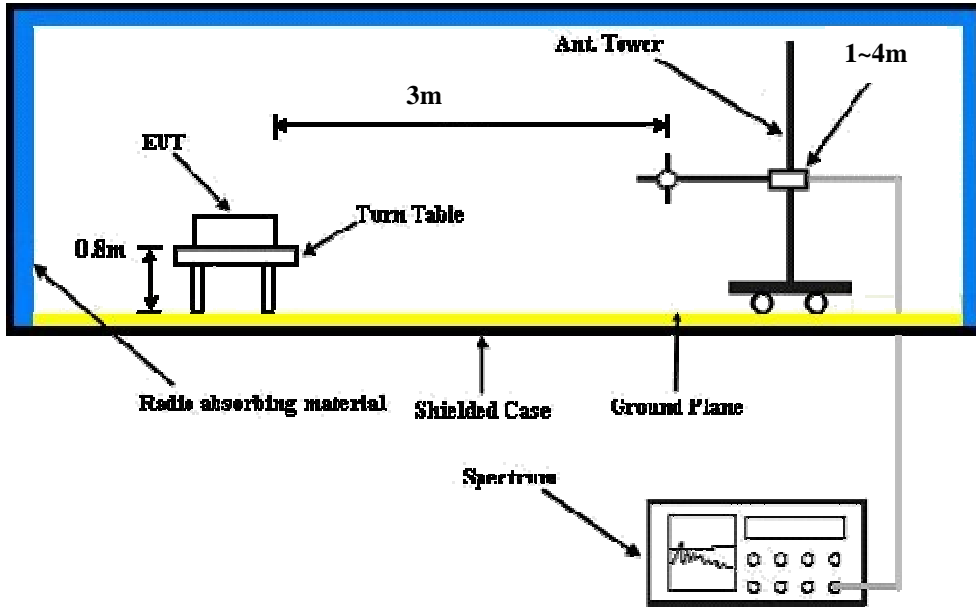 Ant. Tower
1~4m
3m
EUT
Turn Table
0.8m
Radio absorbing material
Shielded Case
Ground Plane
Spectrum